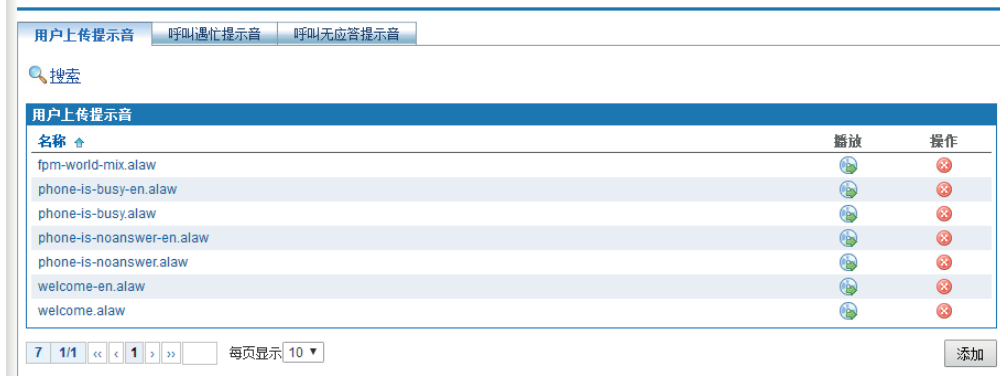 用户上传提示音 呼叫遇忙提示音 呼叫无应答提示音
搜索
用户上传提示音
名称 播放 操作
fpm-world-mix.alaw
phone-is-busy-en.alaw
phone-is-busy.alaw
phone-is-noanswer-en.alaw
phone-is-noanswer.alaw
welcome-en.alaw
welcome.alaw
7 1/1 ‹‹ ‹ 1 › ›› 每页显示 10 添加